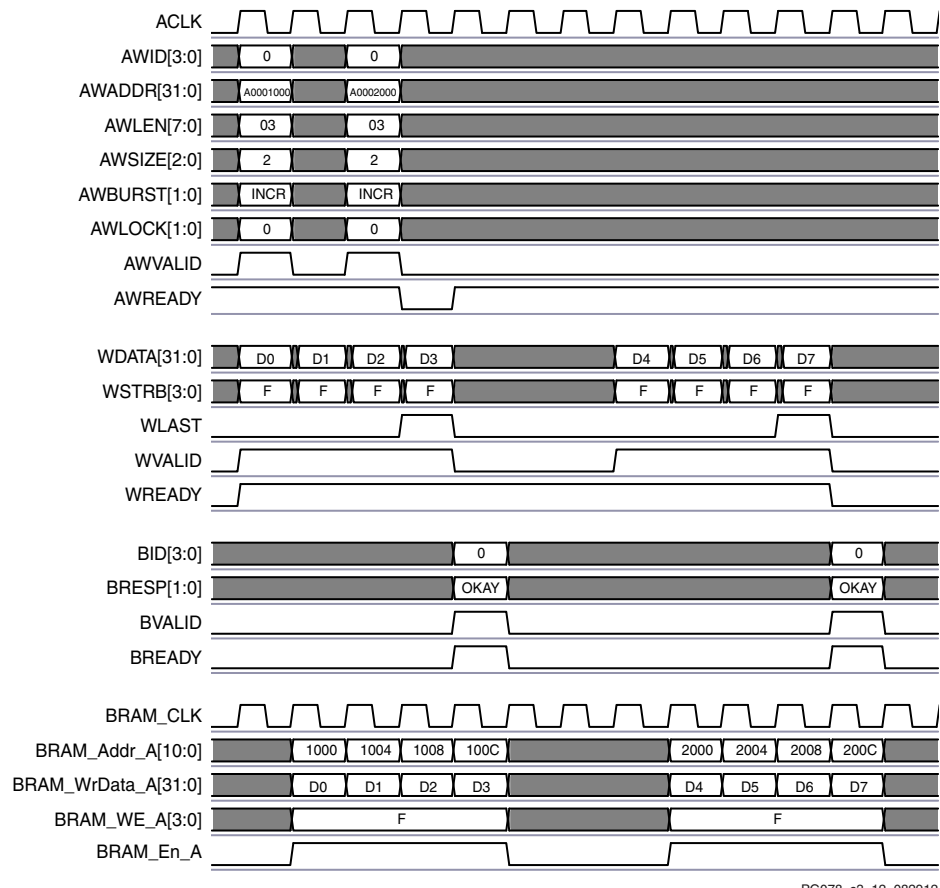 ACLK
AWID[3:0] 0 0
AWADDR[31:0] A0001000 A0002000
AWLEN[7:0] 03 03
AWSIZE[2:0] 2 2
AWBURST[1:0] INCR INCR
AWLOCK[1:0] 0 0
AWVALID
AWREADY
WDATA[31:0] D0 D1 D2 D3 D4 D5 D6 D7
WSTRB[3:0] F F F F F F F F
WLAST
WVALID
WREADY
BID[3:0] 0 0
BRESP[1:0] OKAY OKAY
BVALID
BREADY
BRAM_CLK
BRAM_Addr_A[10:0] 1000 1004 1008 100C 2000 2004 2008 200C
BRAM_WrData_A[31:0] D0 D1 D2 D3 D4 D5 D6 D7
BRAM_WE_A[3:0] F F
BRAM_En_A